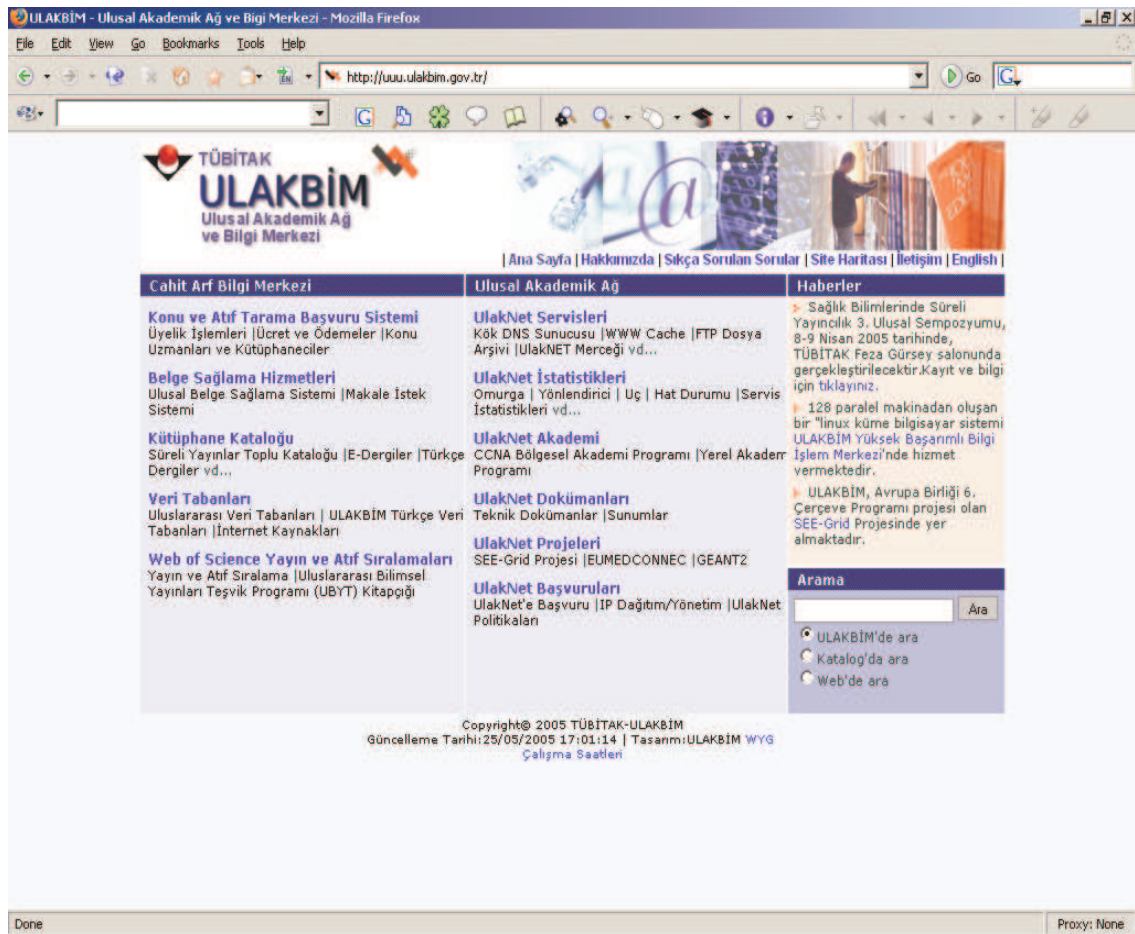 ULAKBİM - Ulusal Akademik Ağ ve Bigi Merkezi - Mozilla Firefox
File Edit View Go Bookmarks Tools Help
http://uuu.ulakbim.gov.tr/ Go
TÜBİTAK
ULAKBİM
Ulusal Akademik Ağ
ve Bilgi Merkezi
| Ana Sayfa | Hakkımızda | Sıkça Sorulan Sorular | Site Haritası | İletişim | English |
Cahit Arf Bilgi Merkezi
Konu ve Atıf Tarama Başvuru Sistemi
Üyelik İşlemleri |Ücret ve Ödemeler |Konu
Uzmanları ve Kütüphaneciler
Belge Sağlama Hizmetleri
Ulusal Belge Sağlama Sistemi |Makale İstek
Sistemi
Kütüphane Kataloğu
Süreli Yayınlar Toplu Kataloğu |E-Dergiler |Türkçe
Dergiler vd...
Veri Tabanları
Uluslararası Veri Tabanları | ULAKBİM Türkçe Veri
Tabanları |İnternet Kaynakları
Web of Science Yayın ve Atıf Sıralamaları
Yayın ve Atıf Sıralama |Uluslararası Bilimsel
Yayınları Teşvik Programı (UBYT) Kitapçığı
Ulusal Akademik Ağ
UlakNet Servisleri
Kök DNS Sunucusu |WWW Cache |FTP Dosya
Arşivi |UlakNET Merceği vd...
UlakNet İstatistikleri
Omurga | Yönlendirici | Uç | Hat Durumu |Servis
İstatistikleri vd...
UlakNet Akademi
CCNA Bölgesel Akademi Programı |Yerel Akadem
Programı
UlakNet Dokümanları
Teknik Dokümanlar |Sunumlar
UlakNet Projeleri
SEE-Grid Projesi |EUMEDCONNEC |GEANT2
UlakNet Başvuruları
UlakNet'e Başvuru |IP Dağıtım/Yönetim |UlakNet
Politikaları
Haberler
Sağlık Bilimlerinde Süreli
Yayıncılık 3. Ulusal Sempozyumu,
8-9 Nisan 2005 tarihinde,
TÜBİTAK Feza Gürsey salonunda
gerçekleştirilecektir.Kayıt ve bilgi
için tıklayınız.
128 paralel makinadan oluşan
bir "linux küme bilgisayar sistemi
ULAKBİM Yüksek Başarımlı Bilgi
İşlem Merkezi'nde hizmet
vermektedir.
ULAKBİM, Avrupa Birliği 6.
Çerçeve Programı projesi olan
SEE-Grid Projesinde yer
almaktadır.
Arama
Ara
ULAKBİM'de ara
Katalog'da ara
Web'de ara
Copyright© 2005 TÜBİTAK-ULAKBİM
Güncelleme Tarihi:25/05/2005 17:01:14 | Tasarım:ULAKBİM WYG
Çalışma Saatleri
Done Proxy: None